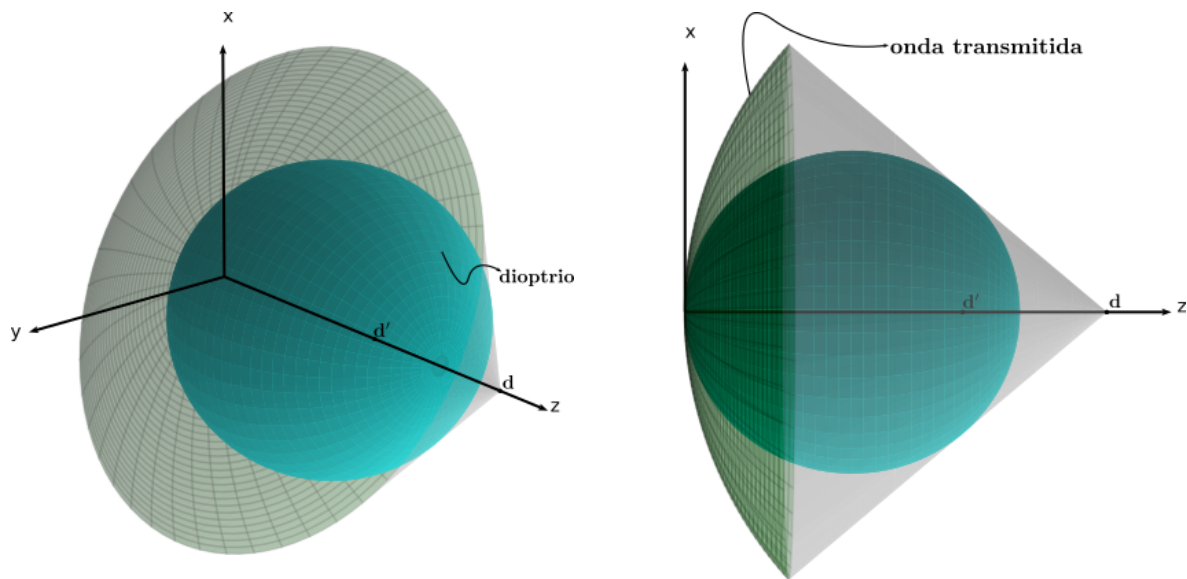 x
y
z
d'
d
dioptrio
x
z
d'
d
onda transmitida